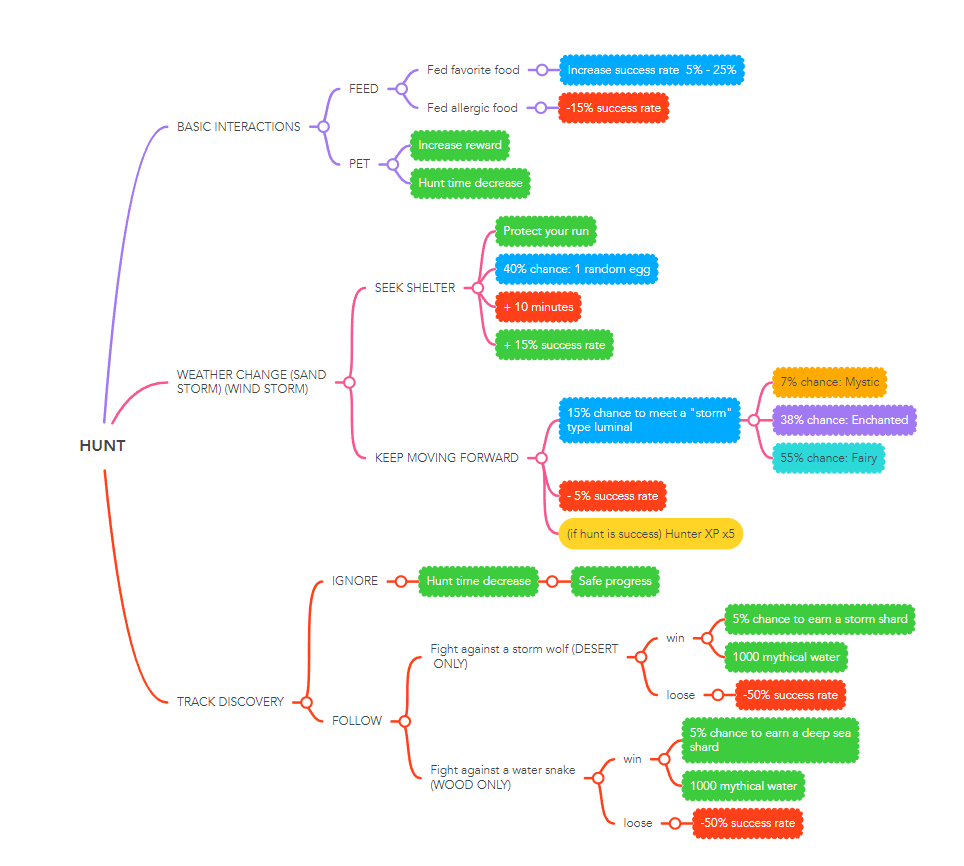 HUNT
BASIC INTERACTIONS
FEED
Fed favorite food
Increase success rate 5% - 25%
Fed allergic food
-15% success rate
PET
Increase reward
Hunt time decrease
WEATHER CHANGE (SAND
STORM) (WIND STORM)
SEEK SHELTER
Protect your run
40% chance: 1 random egg
+ 10 minutes
+ 15% success rate
KEEP MOVING FORWARD
15% chance to meet a "storm"
type luminal
7% chance: Mystic
38% chance: Enchanted
55% chance: Fairy
- 5% success rate
(if hunt is success) Hunter XP x5
TRACK DISCOVERY
IGNORE
Hunt time decrease
Safe progress
FOLLOW
Fight against a storm wolf (DESERT
ONLY)
win
5% chance to earn a storm shard
1000 mythical water
loose
-50% success rate
Fight against a water snake
(WOOD ONLY)
win
5% chance to earn a deep sea
shard
1000 mythical water
loose
-50% success rate